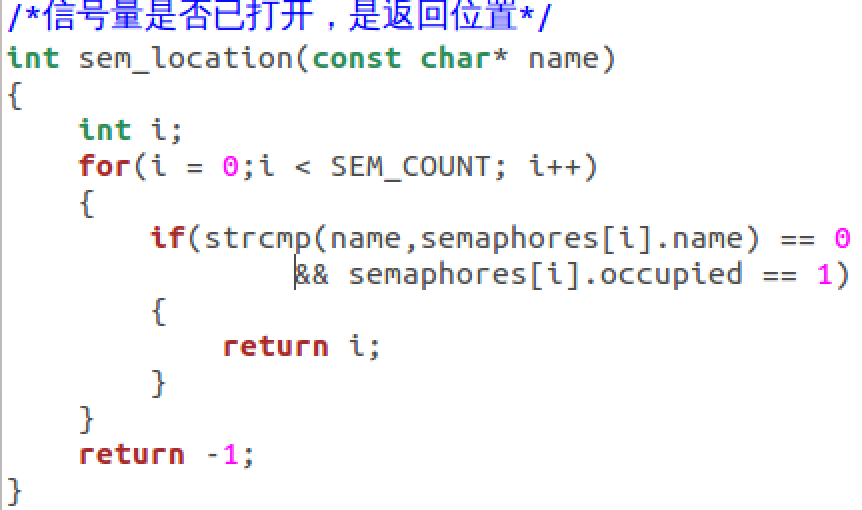 /*信号量是否已打开，是返回位置*/
int sem_location(const char* name)
{
    int i;
    for(i = 0;i < SEM_COUNT; i++)
    {
        if(strcmp(name,semaphores[i].name) == 0
                && semaphores[i].occupied == 1)
        {
            return i;
        }
    }
    return -1;
}